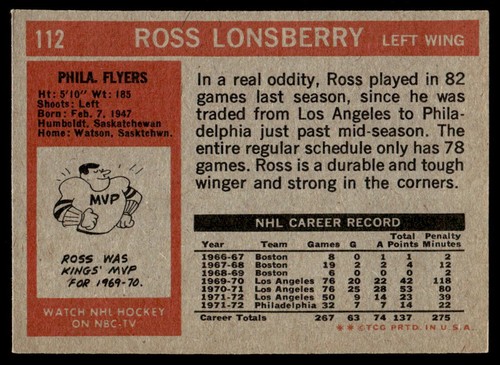 112 ROSS LONSBERRY LEFT WING
PHILA. FLYERS
Ht: 5'10" Wt: 185
Shoots: Left
Born: Feb. 7, 1947
Humboldt, Saskatchewan
Home: Watson, Sasktchwn.
MVP
ROSS WAS
KINGS' MVP
FOR 1969-70.
WATCH NHL HOCKEY
ON NBC-TV
In a real oddity, Ross played in 82
games last season, since he was
traded from Los Angeles to Phila-
delphia just past mid-season. The
entire regular schedule only has 78
games. Ross is a durable and tough
winger and strong in the corners.
NHL CAREER RECORD
Total Penalty
Year Team Games G A Points Minutes
1966-67 Boston 8 0 1 1 2
1967-68 Boston 19 2 2 4 12
1968-69 Boston 6 0 0 0 2
1969-70 Los Angeles 76 20 22 42 118
1970-71 Los Angeles 76 25 28 53 80
1971-72 Los Angeles 50 9 14 23 39
1971-72 Philadelphia 32 7 7 14 22
Career Totals 267 63 74 137 275
* * © TCG PRTD. IN U.S.A.